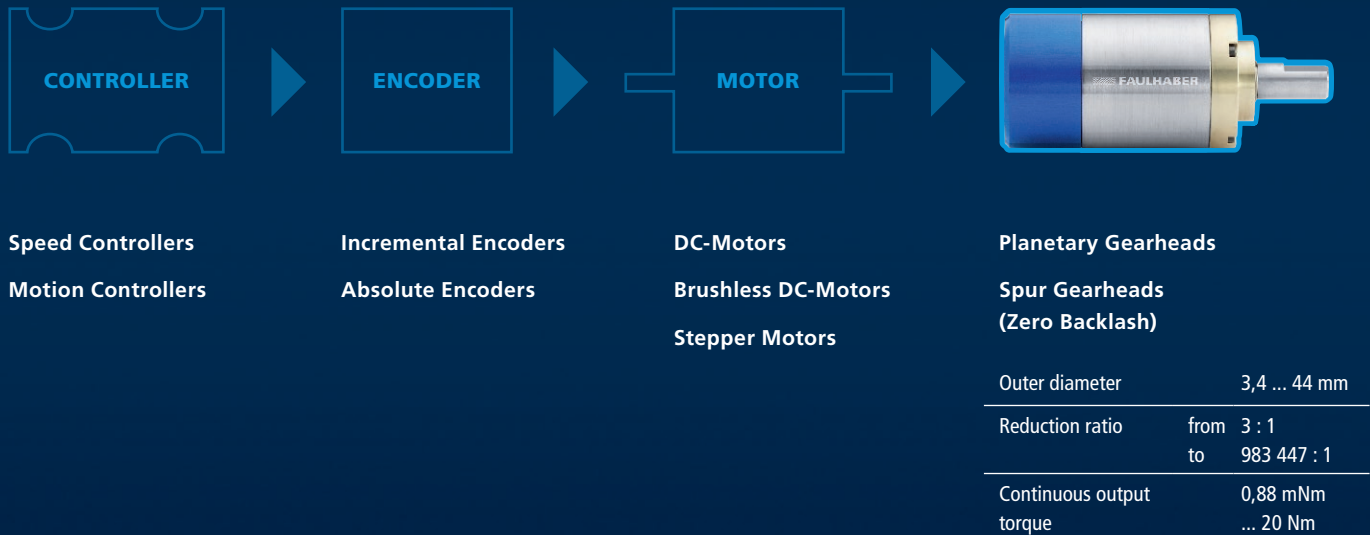 CONTROLLER
ENCODER
MOTOR
FAULHABER
Speed Controllers
Motion Controllers
Incremental Encoders
Absolute Encoders
DC-Motors
Brushless DC-Motors
Stepper Motors
Planetary Gearheads
Spur Gearheads
(Zero Backlash)
Outer diameter 3,4 ... 44 mm
Reduction ratio from 3 : 1
to 983 447 : 1
Continuous output 0,88 mNm
torque ... 20 Nm